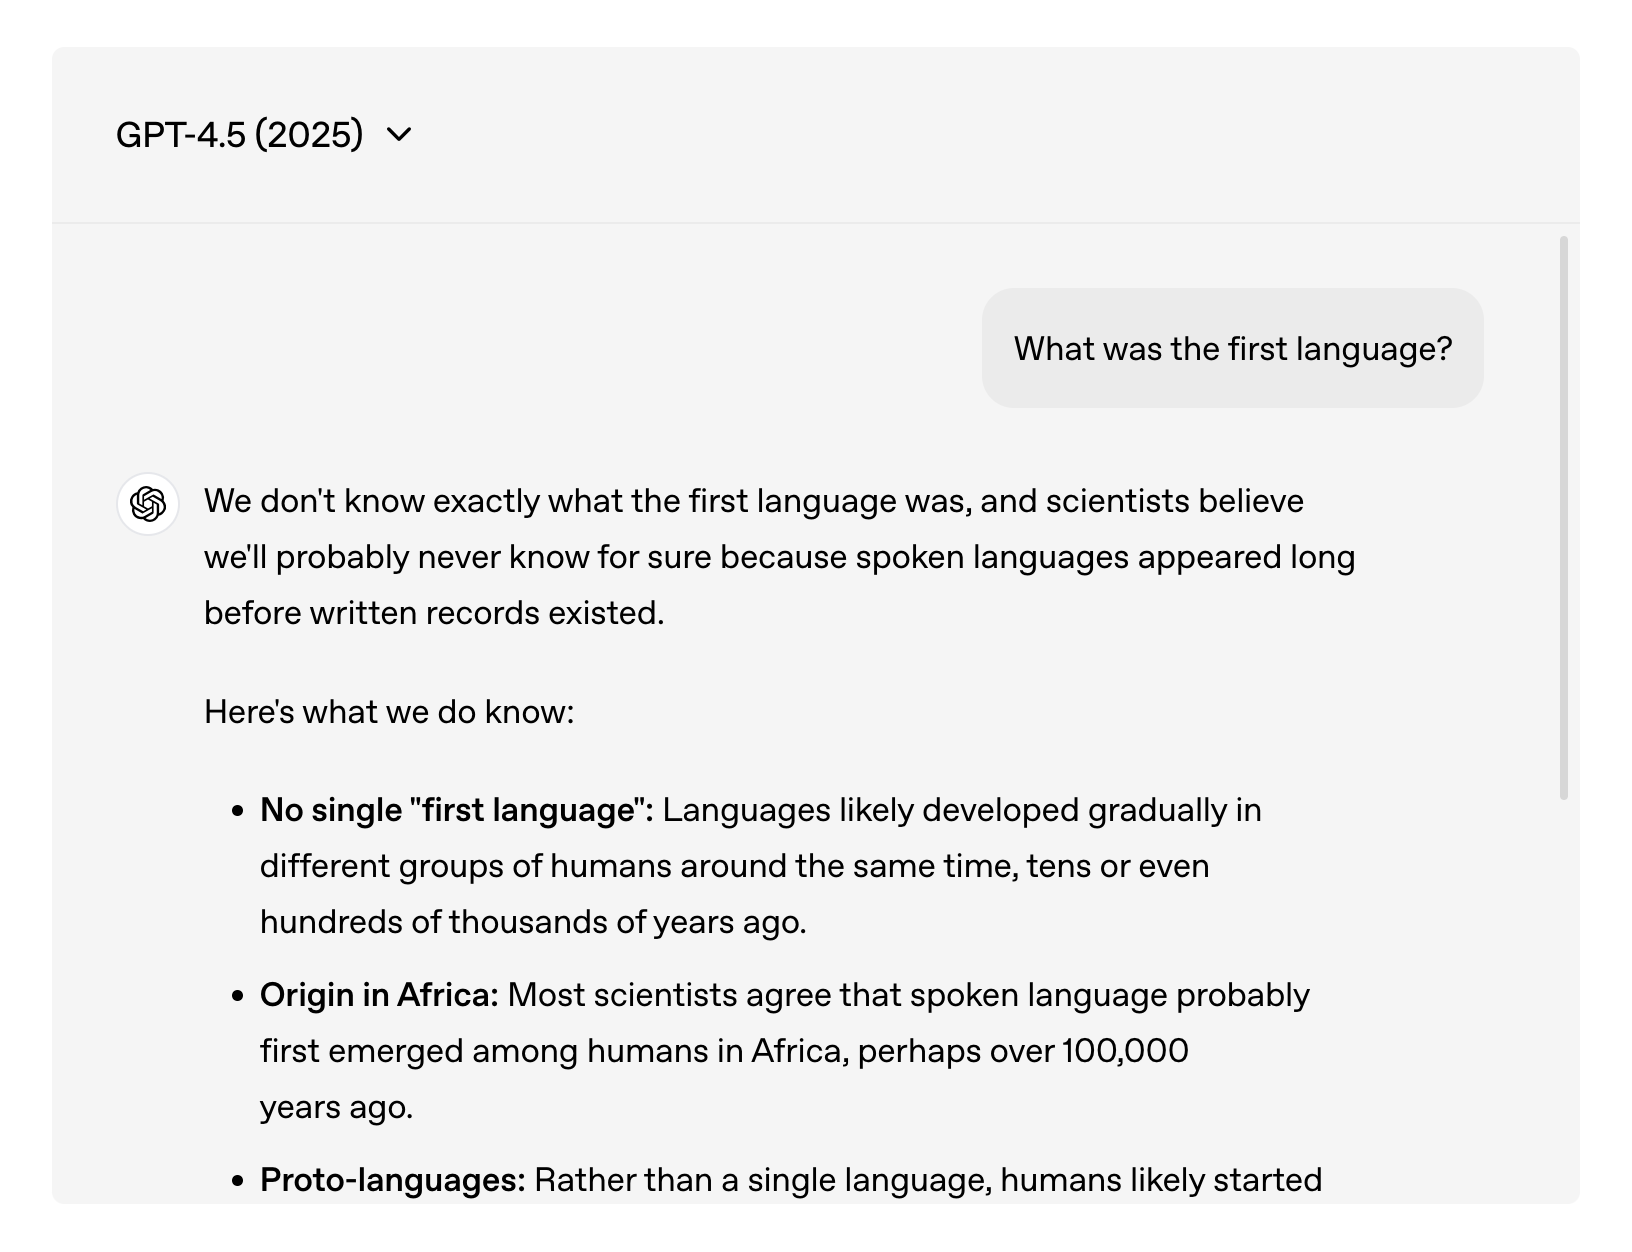 GPT-4.5 (2025)
What was the first language?
We don't know exactly what the first language was, and scientists believe
we'll probably never know for sure because spoken languages appeared long
before written records existed.
Here's what we do know:
• No single "first language": Languages likely developed gradually in
different groups of humans around the same time, tens or even
hundreds of thousands of years ago.
• Origin in Africa: Most scientists agree that spoken language probably
first emerged among humans in Africa, perhaps over 100,000
years ago.
• Proto-languages: Rather than a single language, humans likely started